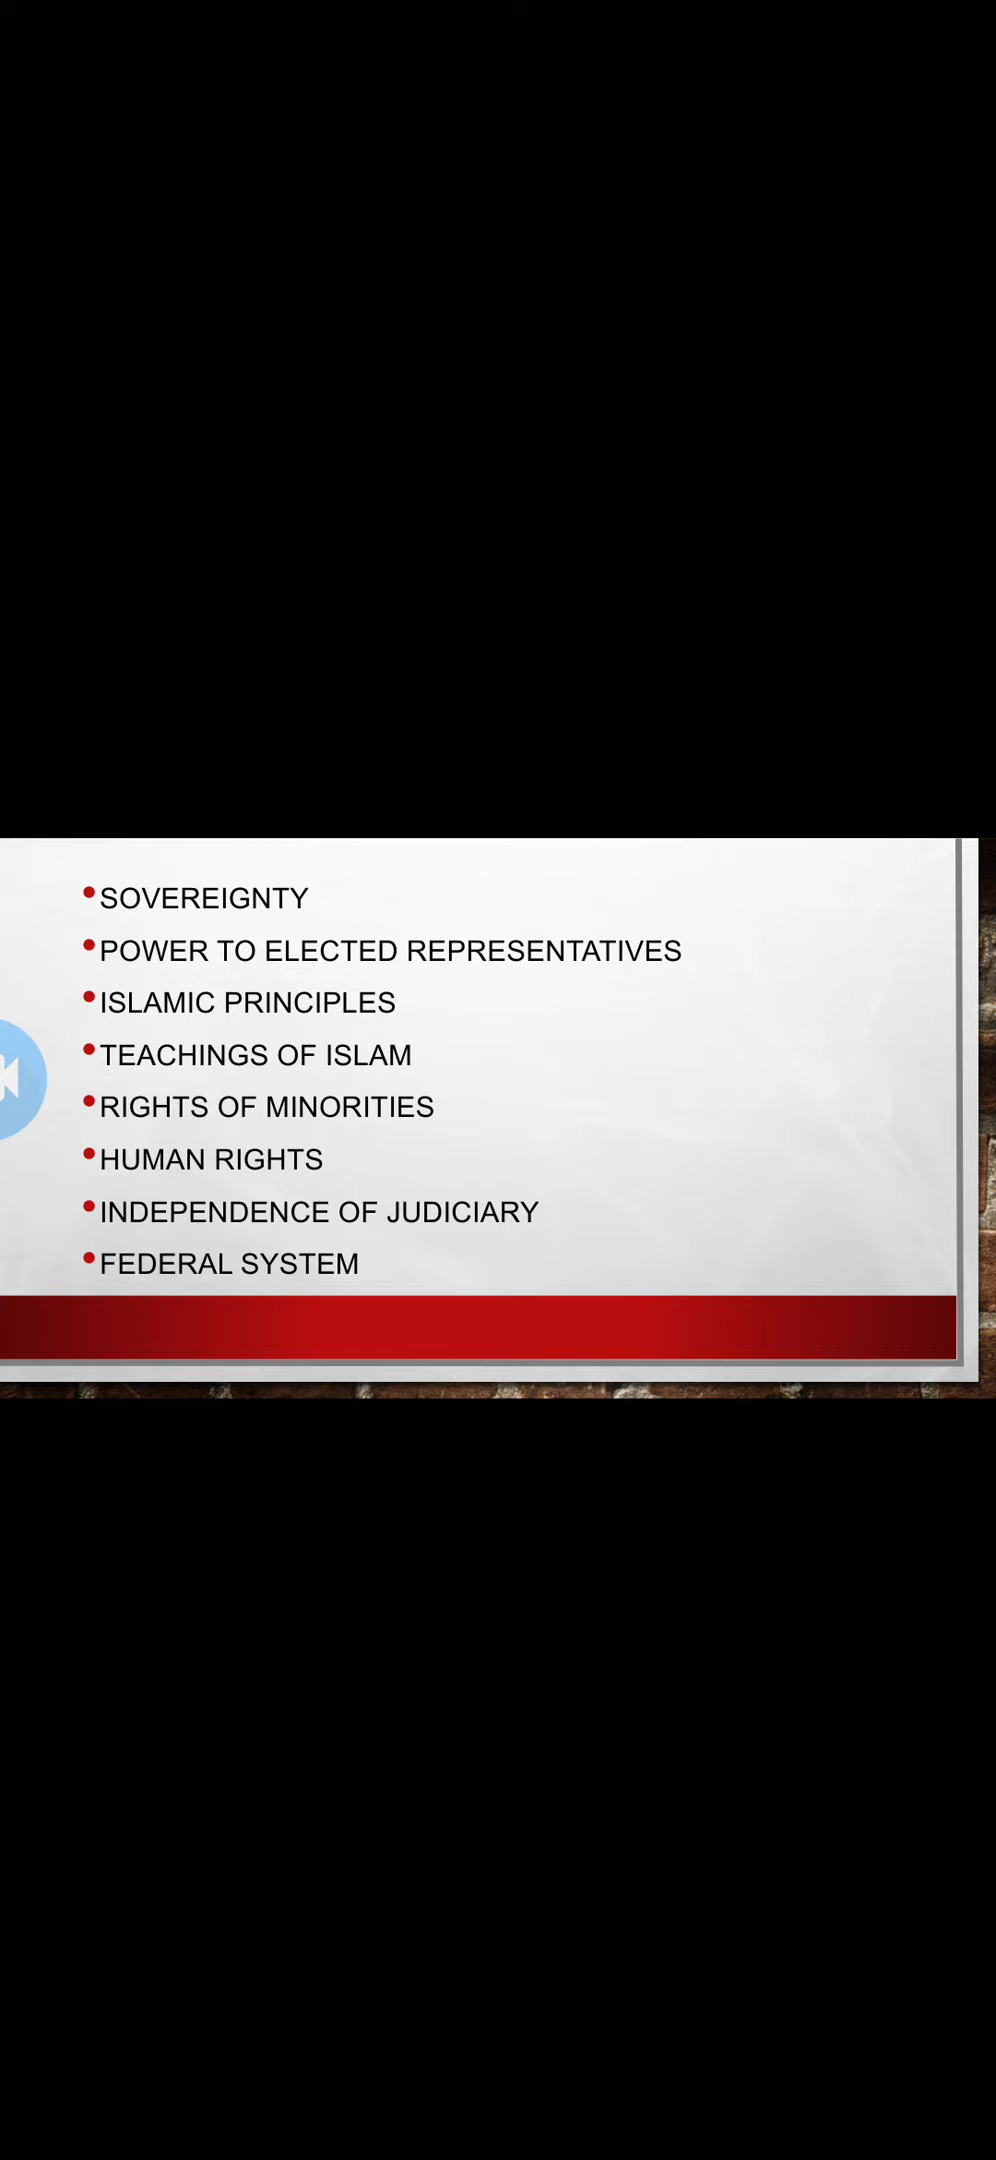 •SOVEREIGNTY
•POWER TO ELECTED REPRESENTATIVES
•ISLAMIC PRINCIPLES
•TEACHINGS OF ISLAM
•RIGHTS OF MINORITIES
•HUMAN RIGHTS
•INDEPENDENCE OF JUDICIARY
•FEDERAL SYSTEM